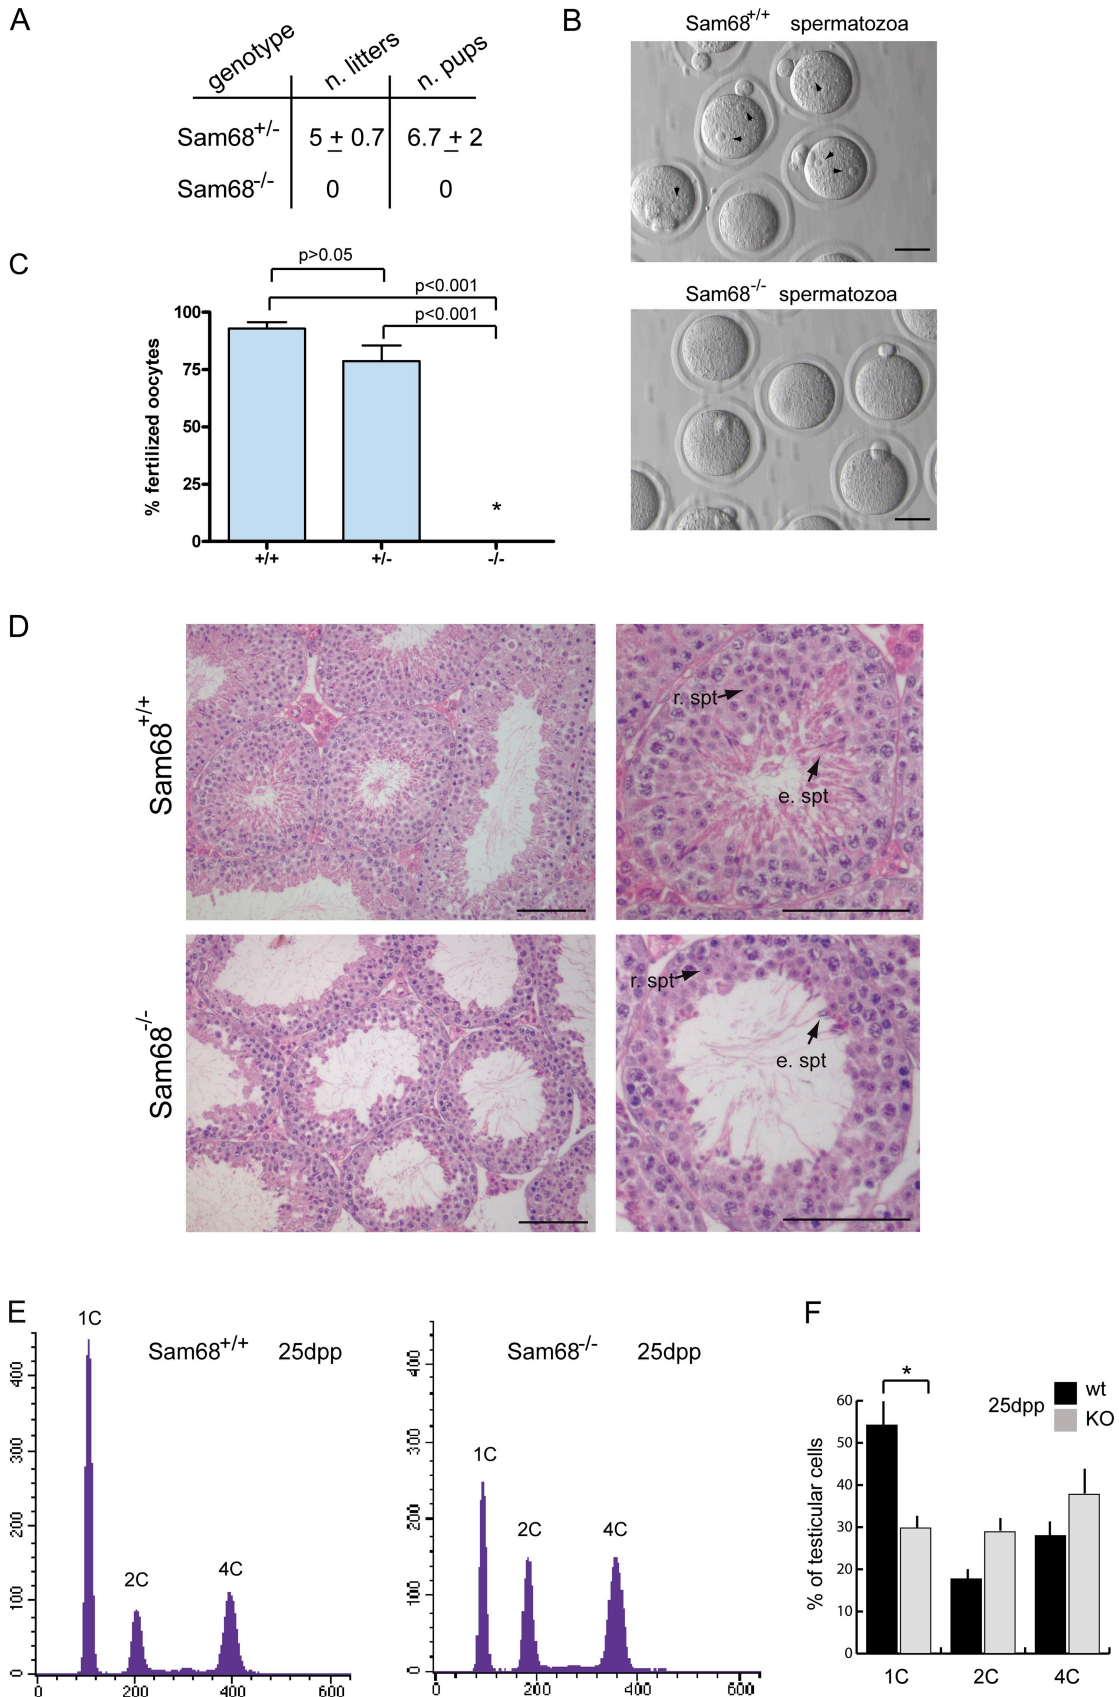 A
genotype n. litters n. pups
Sam68+/- 5 ± 0.7 6.7 ± 2
Sam68-/- 0 0
B
Sam68+/+ spermatozoa
Sam68-/- spermatozoa
C
p>0.05
p<0.001
p<0.001
% fertilized oocytes
100
75
50
25
0
+/+ +/- -/-
*
D
Sam68+/+
r. spt
e. spt
Sam68-/-
r. spt
e. spt
E
Sam68+/+ 25dpp
1C
2C
4C
400
300
200
100
0
0 200 400 600
Sam68-/- 25dpp
1C
2C
4C
400
300
200
100
0
0 200 400 600
F
25dpp
wt
KO
*
% of testicular cells
60
50
40
30
20
10
0
1C 2C 4C